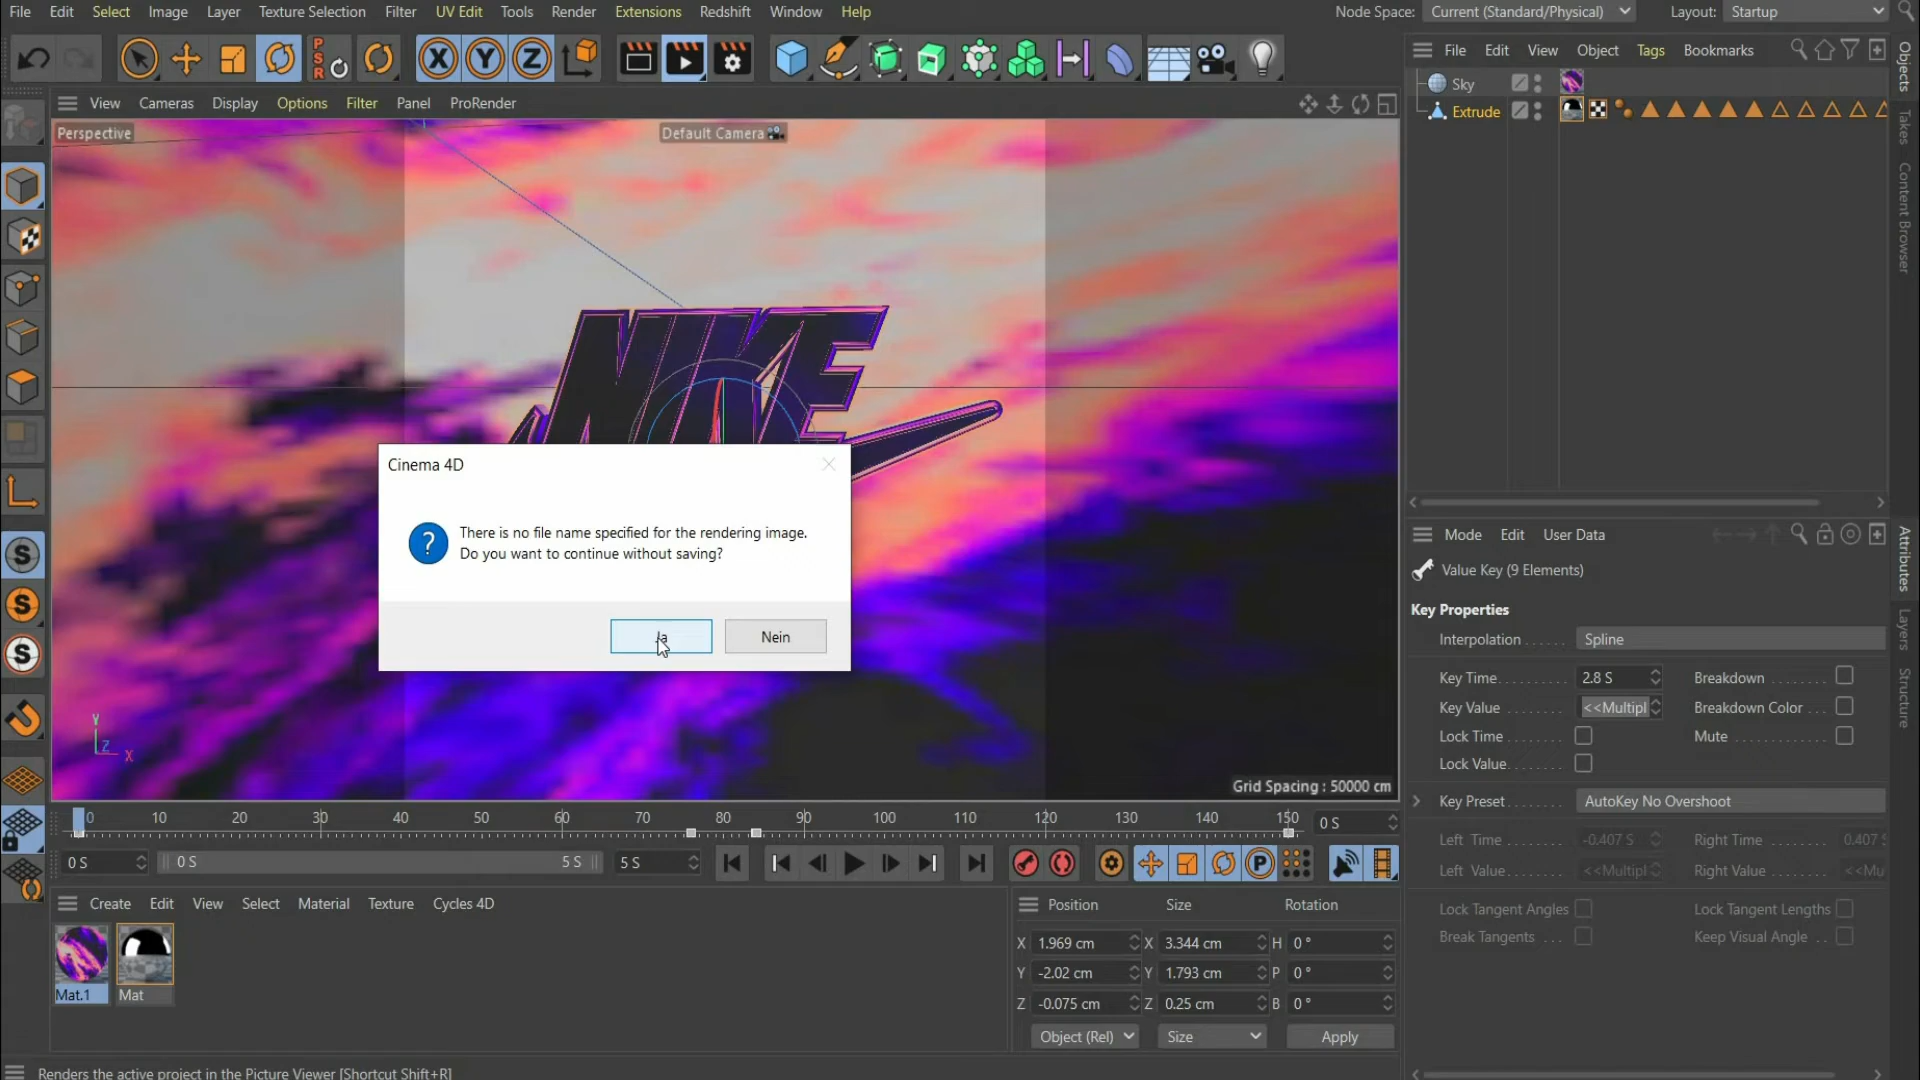 File Edit Select Image Layer Texture Selection Filter UV Edit Tools Render Extensions Redshift Window Help Node Space: Current (Standard/Physical) Layout: Startup
PSR X Y Z
File Edit View Object Tags Bookmarks
Objects
Takes
Content Browser
Sky
Extrude
View Cameras Display Options Filter Panel ProRender
Perspective
Default Camera
NIKE
Cinema 4D
There is no file name specified for the rendering image.
Do you want to continue without saving?
Ja
Nein
Y
Z
X
Grid Spacing : 50000 cm
S
S
S
Mode Edit User Data
Attributes
Layers
Structure
Value Key (9 Elements)
Key Properties
Interpolation . . . . . . Spline
Key Time. . . . . . . . . 2.8 S
Breakdown . . . . . . .
Key Value . . . . . . . . <<Multipl
Breakdown Color . . .
Lock Time . . . . . . . .
Mute . . . . . . . . . . . .
Lock Value. . . . . . . .
Key Preset. . . . . . . . AutoKey No Overshoot
Left Time . . . . . . . . -0.407 S
Right Time . . . . . . . 0.407
Left Value. . . . . . . . <<Multipl
Right Value . . . . . . <<Mu
Lock Tangent Angles
Lock Tangent Lengths
Break Tangents . . .
Keep Visual Angle . .
0 10 20 30 40 50 60 70 80 90 100 110 120 130 140 150 0 S
0 S 0 S 5 S 5 S
P
Create Edit View Select Material Texture Cycles 4D
Mat.1
Mat
Position Size Rotation
X 1.969 cm X 3.344 cm H 0 °
Y -2.02 cm Y 1.793 cm P 0 °
Z -0.075 cm Z 0.25 cm B 0 °
Object (Rel) Size Apply
Renders the active project in the Picture Viewer [Shortcut Shift+R]